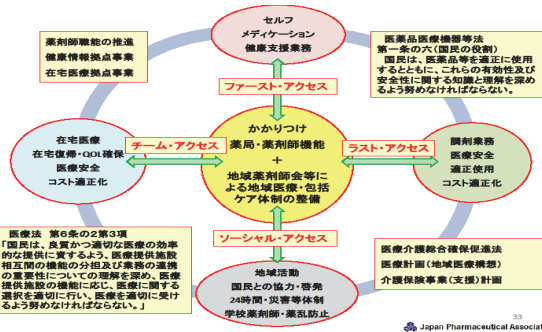 セルフ
メディケーション
健康支援業務
薬剤師職能の推進
健康情報拠点事業
在宅医療拠点事業
医薬品医療機器等法
第一条の六（国民の役割）
国民は、医薬品等を適正に使用
するとともに、これらの有効性及び
安全性に関する知識と理解を深め
るよう努めなければならない。
ファースト・アクセス
かかりつけ
薬局・薬剤師機能
＋
地域薬剤師会等に
よる地域医療・包括
ケア体制の整備
在宅医療
在宅復帰・QOL確保
医療安全
コスト適正化
チーム・アクセス
ラスト・アクセス
調剤業務
医療安全
適正使用
コスト適正化
ソーシャル・アクセス
医療法 第6条の2第3項
「国民は、良質かつ適切な医療の効率
的な提供に資するよう、医療提供施設
相互間の機能の分担及び業務の連携
の重要性についての理解を深め、医療
提供施設の機能に応じ、医療に関する
選択を適切に行い、医療を適切に受け
るよう努めなければならない。」
地域活動
国民との協力・啓発
24時間・災害等体制
学校薬剤師・薬乱防止
医療介護総合確保促進法
医療計画（地域医療構想）
介護保険事業（支援）計画
33
Japan Pharmaceutical Associat